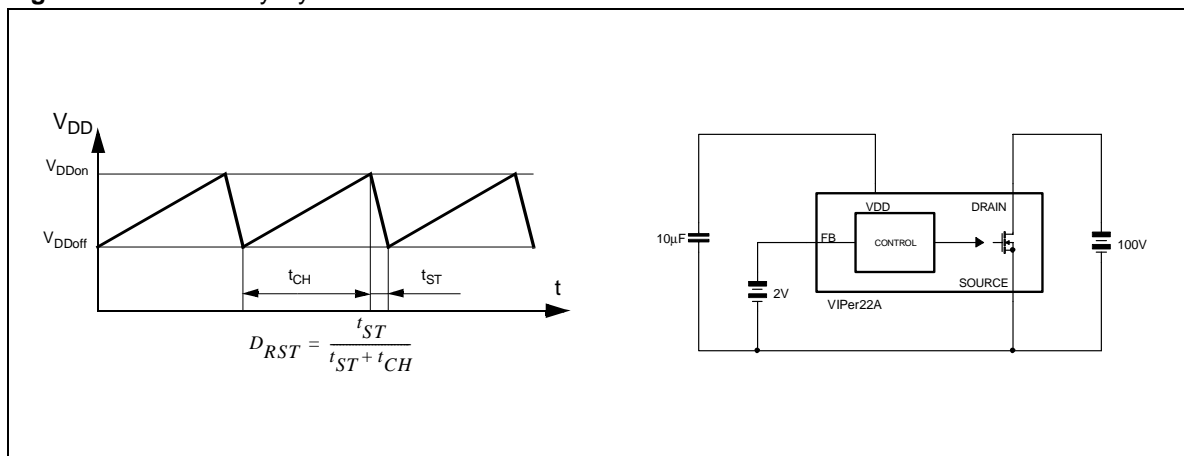 V_DD
V_DDon
V_DDoff
t_CH
t_ST
t
D_RST = t_ST / (t_ST + t_CH)
10µF
2V
FB
VDD
CONTROL
DRAIN
SOURCE
VIPer22A
100V